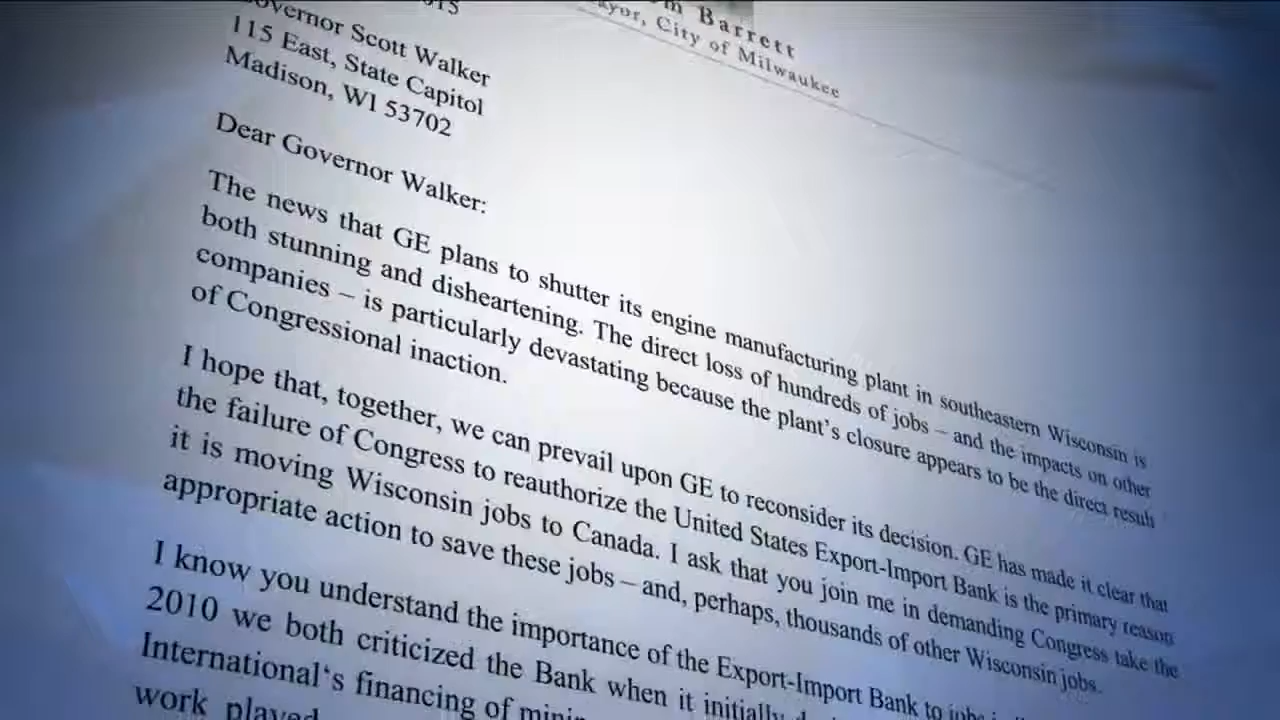 15
m Barrett
ayor, City of Milwaukee
overnor Scott Walker
115 East, State Capitol
Madison, WI 53702
Dear Governor Walker:
The news that GE plans to shutter its engine manufacturing plant in southeastern Wisconsin is
both stunning and disheartening. The direct loss of hundreds of jobs – and the impacts on other
companies – is particularly devastating because the plant's closure appears to be the direct result
of Congressional inaction.
I hope that, together, we can prevail upon GE to reconsider its decision. GE has made it clear that
the failure of Congress to reauthorize the United States Export-Import Bank is the primary reason
it is moving Wisconsin jobs to Canada. I ask that you join me in demanding Congress take the
appropriate action to save these jobs – and, perhaps, thousands of other Wisconsin jobs.
I know you understand the importance of the Export-Import Bank to jobs
2010 we both criticized the Bank when it initially
International's financing of
work played